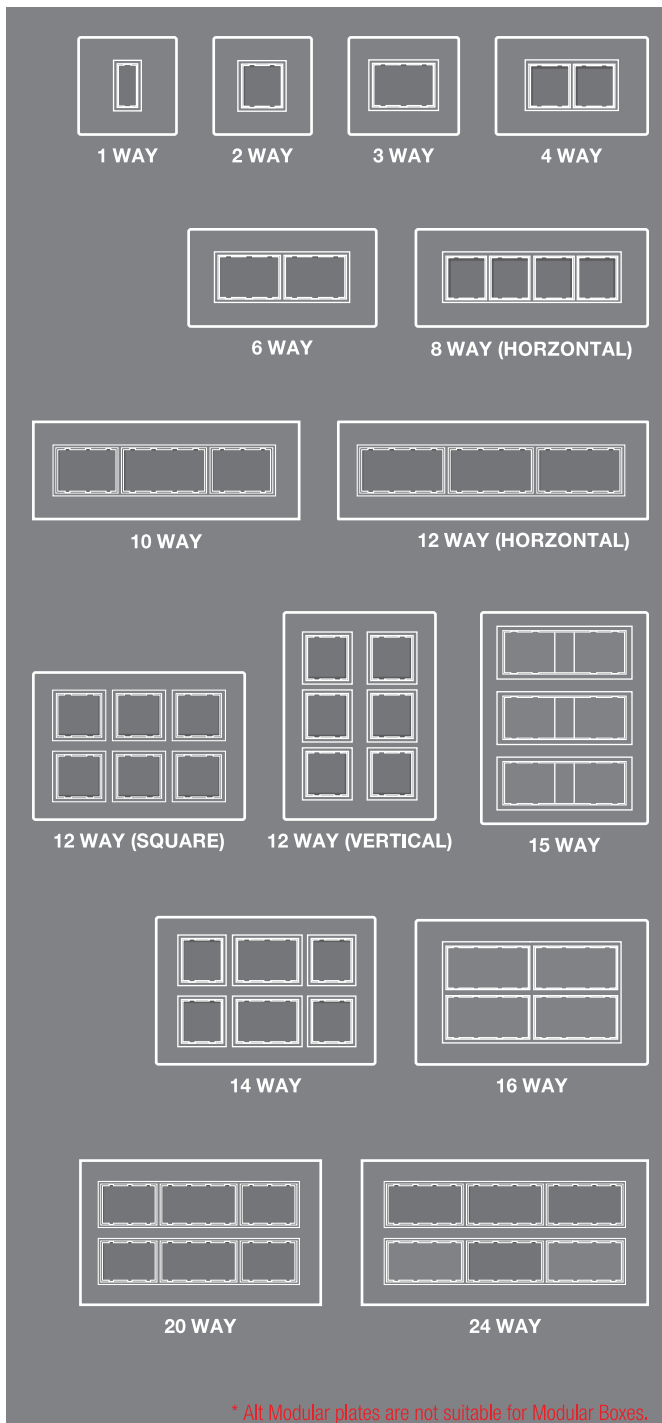 1 WAY
2 WAY
3 WAY
4 WAY
6 WAY
8 WAY (HORZONTAL)
10 WAY
12 WAY (HORZONTAL)
12 WAY (SQUARE)
12 WAY (VERTICAL)
15 WAY
14 WAY
16 WAY
20 WAY
24 WAY
* Alt Modular plates are not suitable for Modular Boxes.